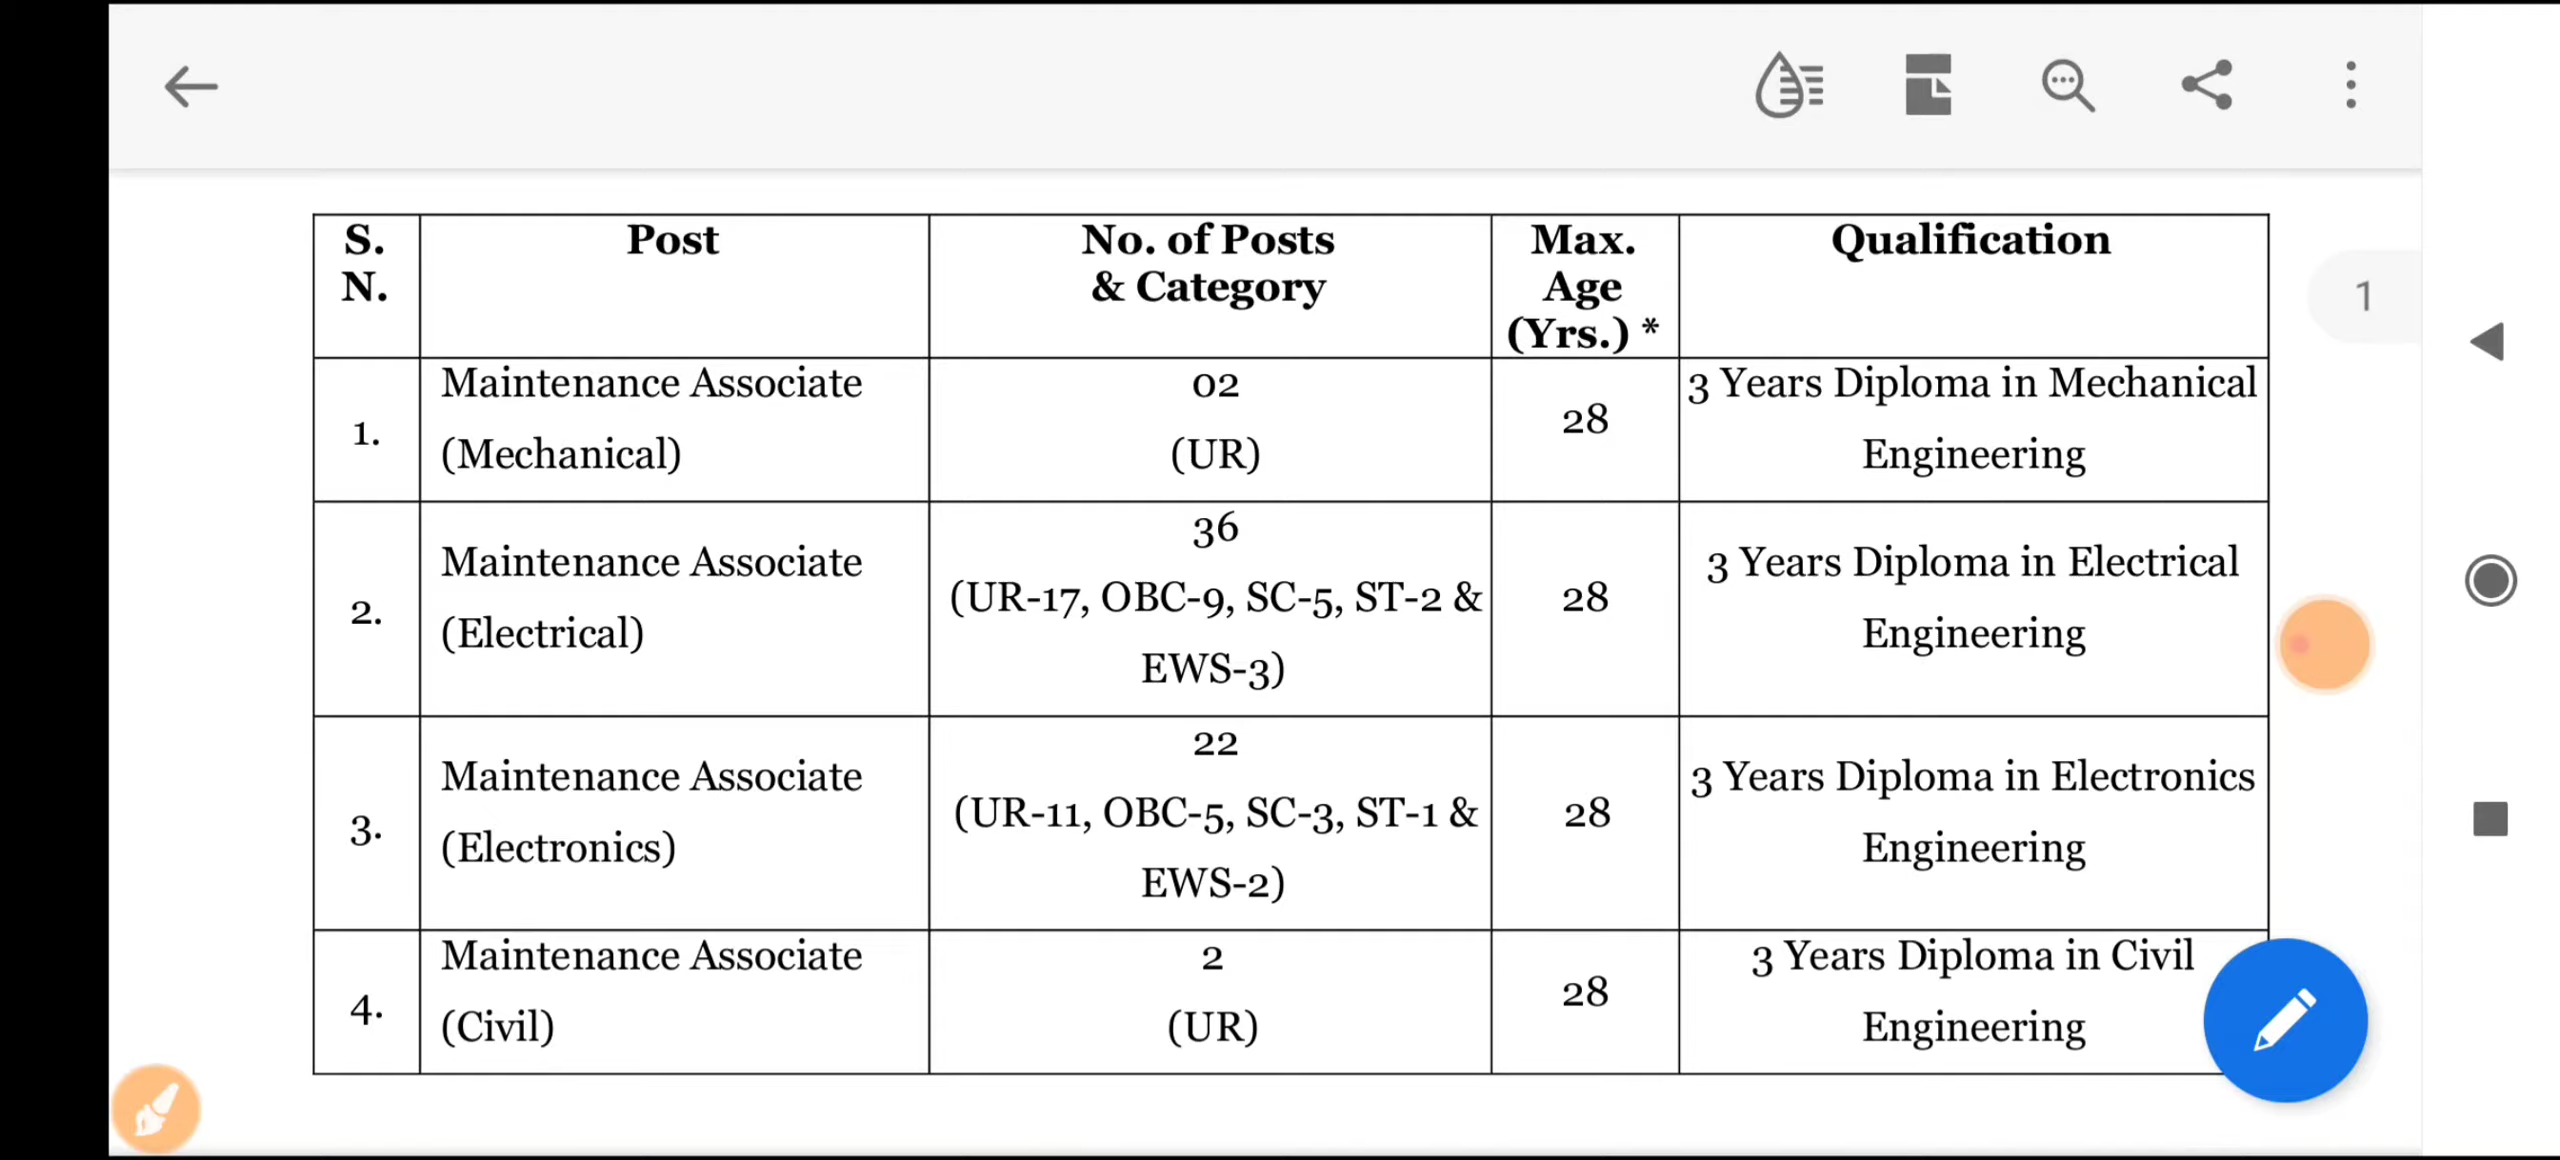 S. N.
Post
No. of Posts
& Category
Max.
Age
(Yrs.) *
Qualification
1
1.
Maintenance Associate
(Mechanical)
02
(UR)
28
3 Years Diploma in Mechanical
Engineering
2.
Maintenance Associate
(Electrical)
36
(UR-17, OBC-9, SC-5, ST-2 &
EWS-3)
28
3 Years Diploma in Electrical
Engineering
3.
Maintenance Associate
(Electronics)
22
(UR-11, OBC-5, SC-3, ST-1 &
EWS-2)
28
3 Years Diploma in Electronics
Engineering
4.
Maintenance Associate
(Civil)
2
(UR)
28
3 Years Diploma in Civil
Engineering